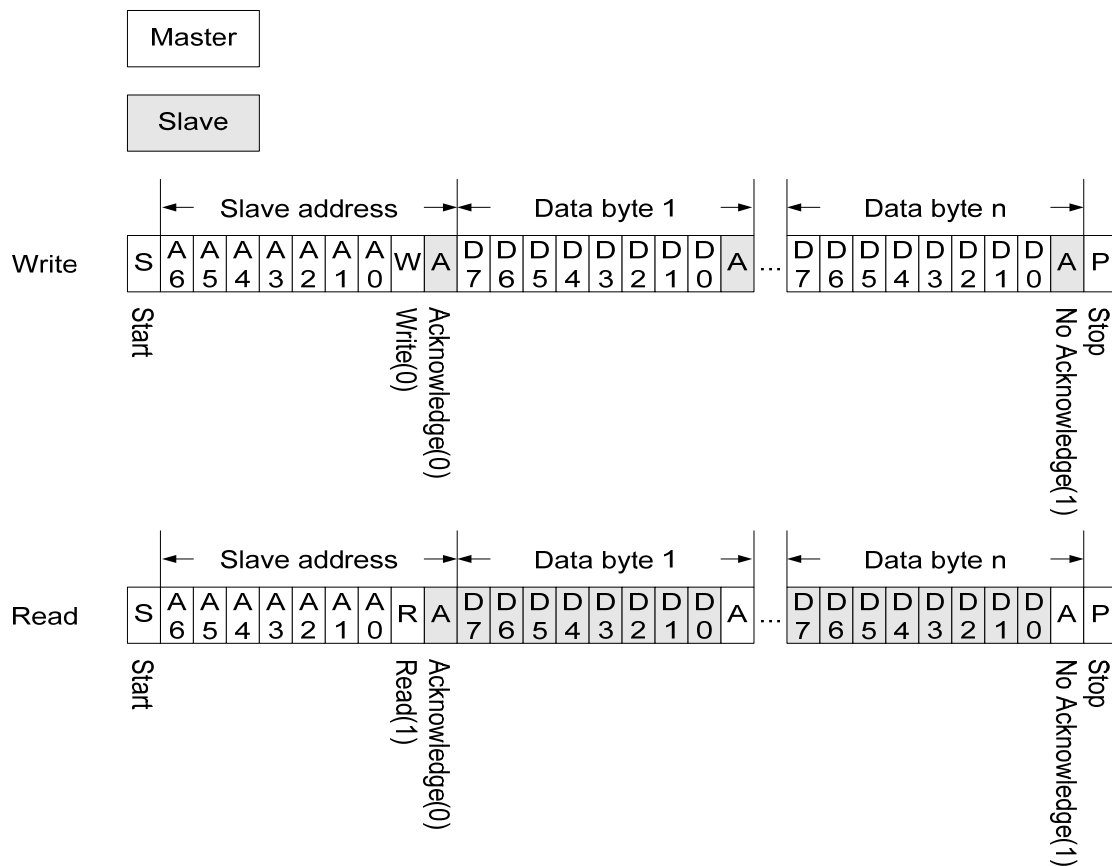 Master
Slave
Slave address Data byte 1 Data byte n
Write S A6 A5 A4 A3 A2 A1 A0 W A D7 D6 D5 D4 D3 D2 D1 D0 A ... D7 D6 D5 D4 D3 D2 D1 D0 A P
Start
Write(0)
Acknowledge(0)
No Acknowledge(1)
Stop
Slave address Data byte 1 Data byte n
Read S A6 A5 A4 A3 A2 A1 A0 R A D7 D6 D5 D4 D3 D2 D1 D0 A ... D7 D6 D5 D4 D3 D2 D1 D0 A P
Start
Read(1)
Acknowledge(0)
No Acknowledge(1)
Stop